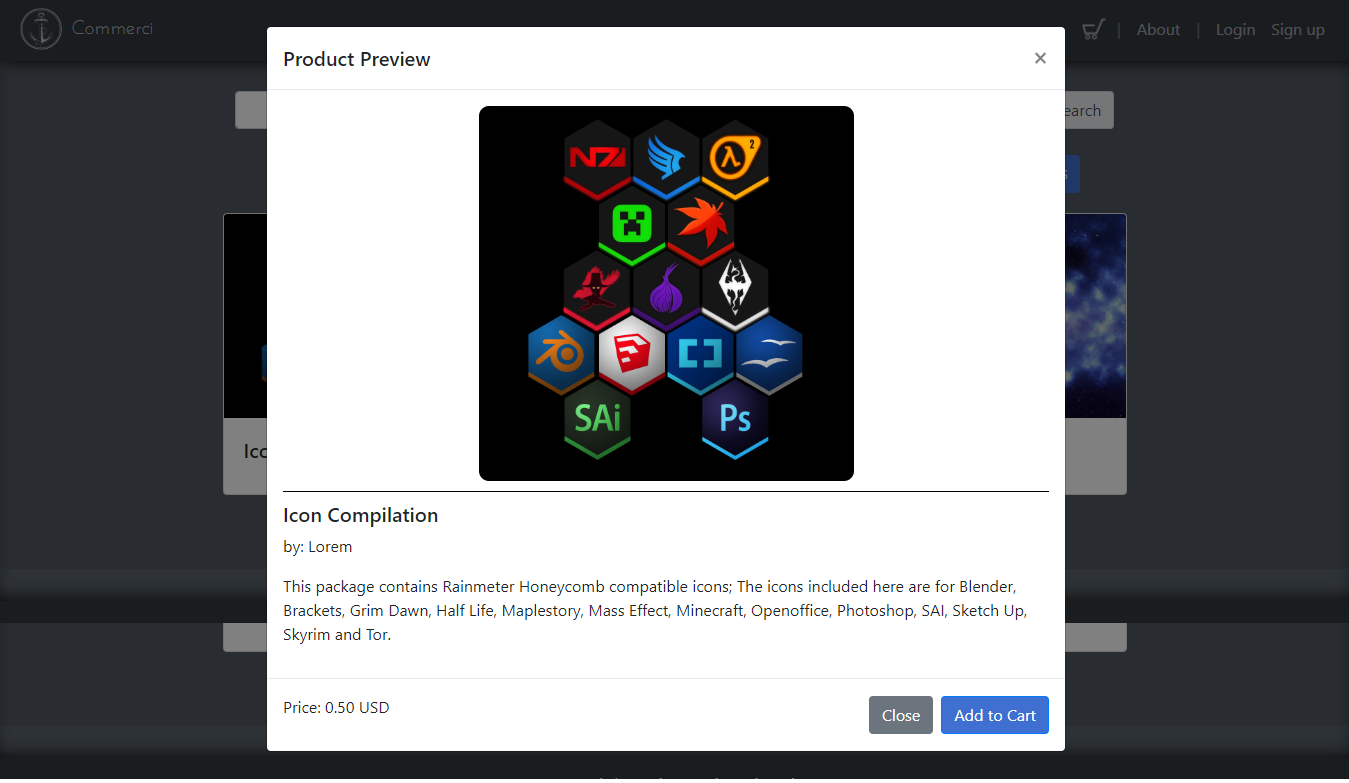 Commerci
| About | Login Sign up
Product Preview
×
earch
N7
λ2
SAi
Ps
Icon Compilation
by: Lorem
This package contains Rainmeter Honeycomb compatible icons; The icons included here are for Blender,
Brackets, Grim Dawn, Half Life, Maplestory, Mass Effect, Minecraft, Openoffice, Photoshop, SAI, Sketch Up,
Skyrim and Tor.
Price: 0.50 USD
Close
Add to Cart